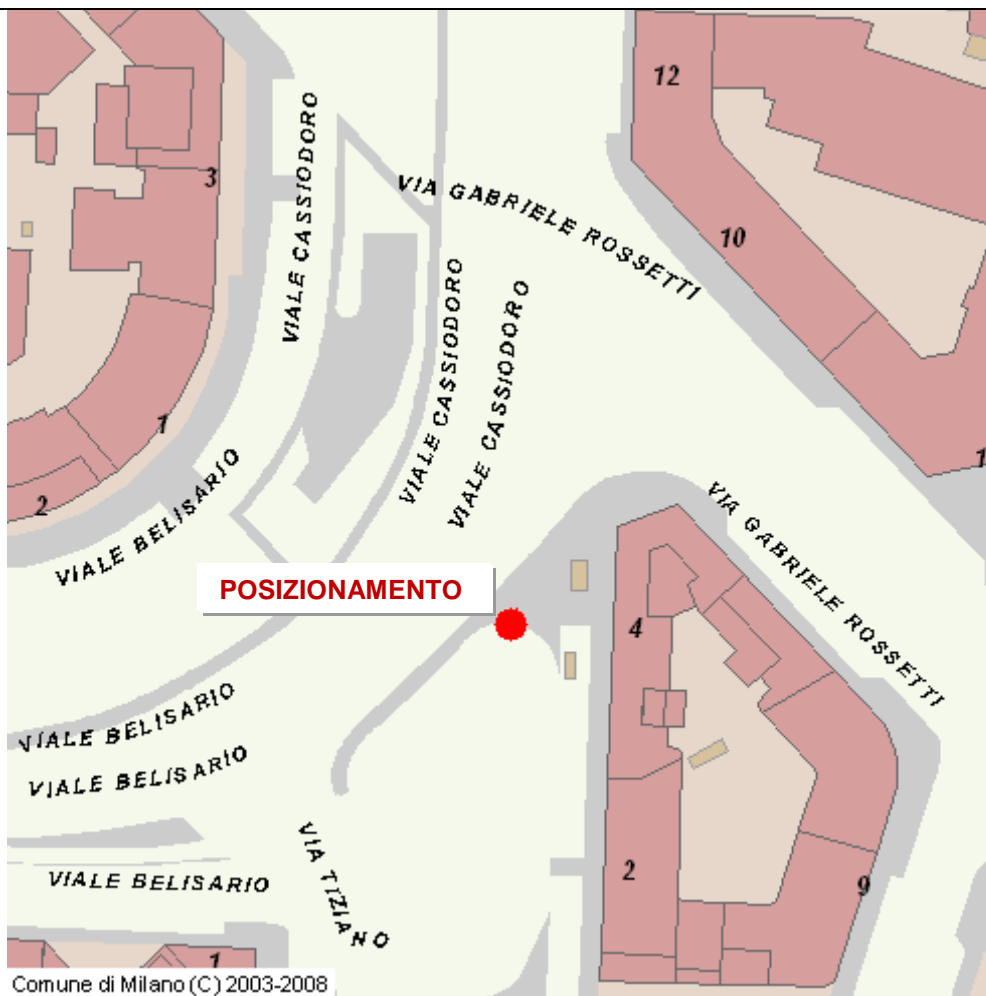 12
3
VIALE CASSIODORO
VIA GABRIELE ROSSETTI
10
VIALE CASSIODORO
VIALE CASSIODORO
1
1
2
VIALE BELISARIO
VIA GABRIELE ROSSETTI
POSIZIONAMENTO
4
VIALE BELISARIO
VIALE BELISARIO
VIA TIZIANO
VIALE BELISARIO
2
9
1
Comune di Milano (C) 2003-2008